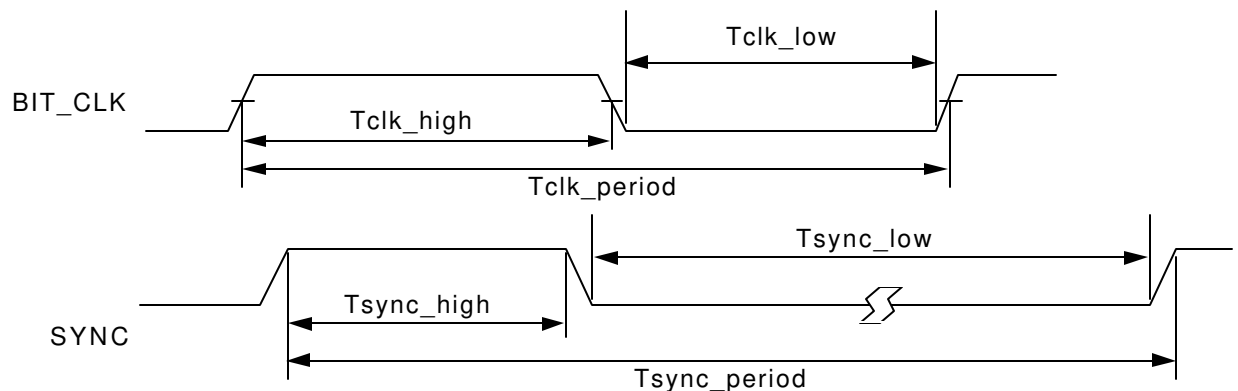 Tclk_low
BIT_CLK
Tclk_high
Tclk_period
Tsync_low
Tsync_high
SYNC
Tsync_period